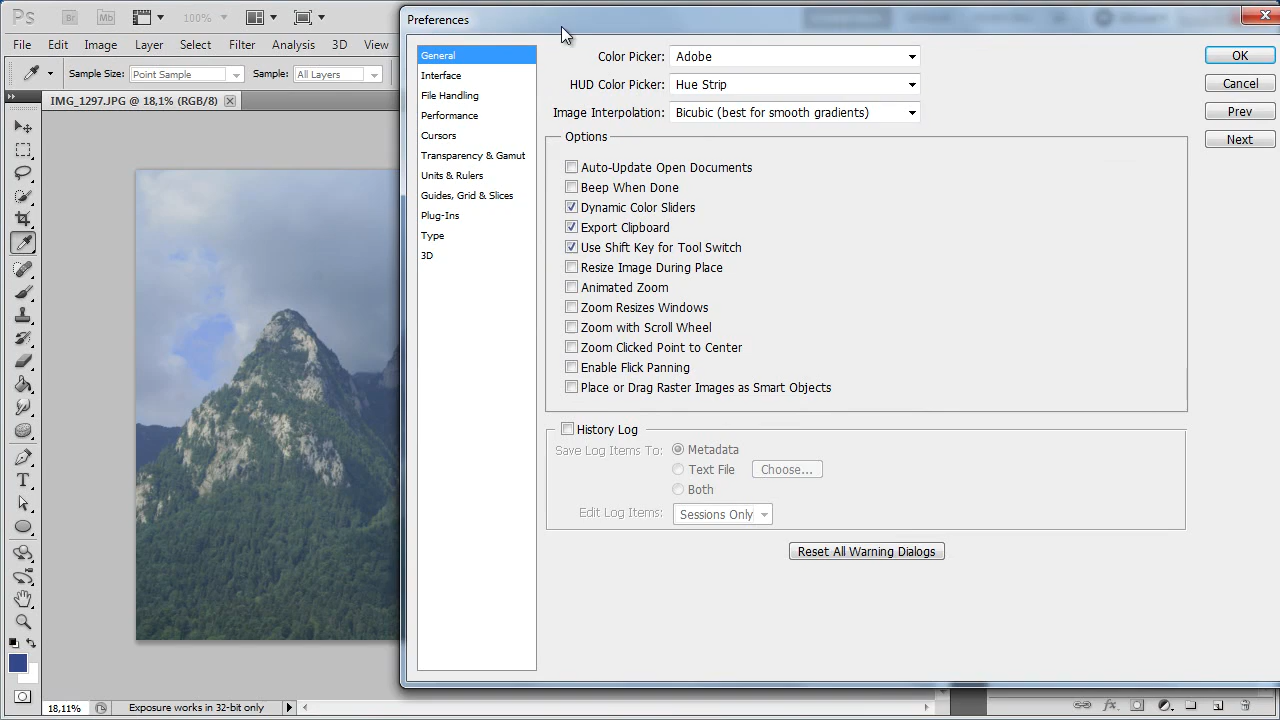 Ps Br Mb 100%
File Edit Image Layer Select Filter Analysis 3D View
Sample Size: Point Sample Sample: All Layers
IMG_1297.JPG @ 18,1% (RGB/8)
Preferences
General
Interface
File Handling
Performance
Cursors
Transparency & Gamut
Units & Rulers
Guides, Grid & Slices
Plug-Ins
Type
3D
Color Picker: Adobe
HUD Color Picker: Hue Strip
Image Interpolation: Bicubic (best for smooth gradients)
Options
Auto-Update Open Documents
Beep When Done
Dynamic Color Sliders
Export Clipboard
Use Shift Key for Tool Switch
Resize Image During Place
Animated Zoom
Zoom Resizes Windows
Zoom with Scroll Wheel
Zoom Clicked Point to Center
Enable Flick Panning
Place or Drag Raster Images as Smart Objects
History Log
Save Log Items To: Metadata
Text File Choose...
Both
Edit Log Items: Sessions Only
Reset All Warning Dialogs
OK
Cancel
Prev
Next
18,11% Exposure works in 32-bit only
fx